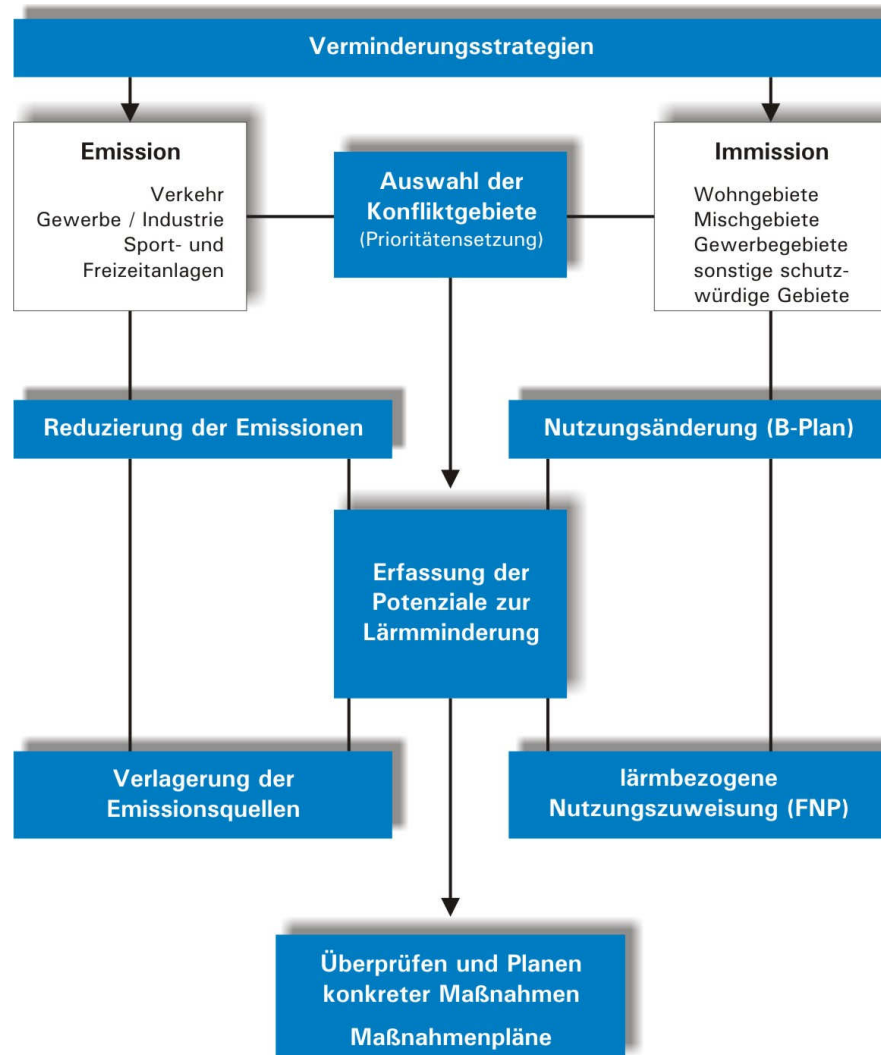 Verminderungsstrategien
Emission
Verkehr
Gewerbe / Industrie
Sport- und
Freizeitanlagen
Auswahl der
Konfliktgebiete
(Prioritätensetzung)
Immission
Wohngebiete
Mischgebiete
Gewerbegebiete
sonstige schutz-
würdige Gebiete
Reduzierung der Emissionen
Nutzungsänderung (B-Plan)
Erfassung der
Potenziale zur
Lärmminderung
Verlagerung der
Emissionsquellen
lärmbezogene
Nutzungszuweisung (FNP)
Überprüfen und Planen
konkreter Maßnahmen
Maßnahmenpläne